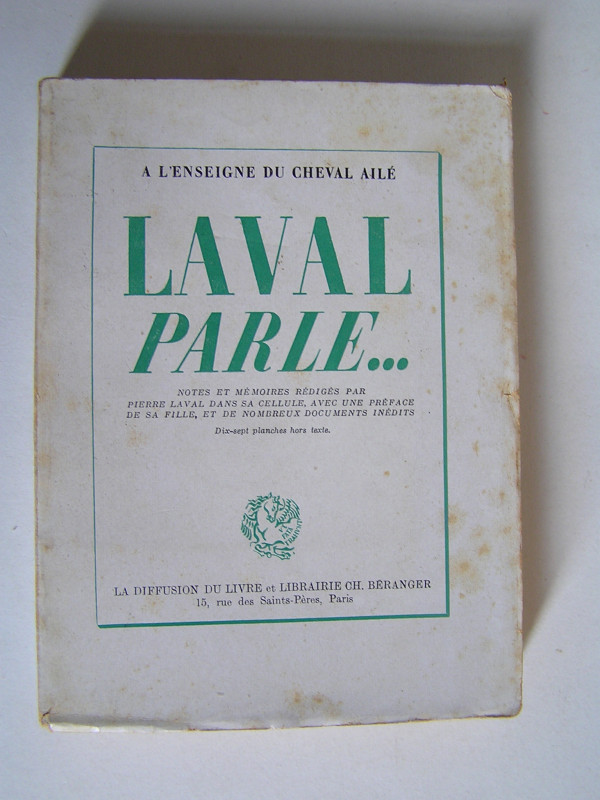 A L'ENSEIGNE DU CHEVAL AILÉ
LAVAL
PARLE...
NOTES ET MÉMOIRES RÉDIGÉS PAR
PIERRE LAVAL DANS SA CELLULE, AVEC UNE PRÉFACE
DE SA FILLE, ET DE NOMBREUX DOCUMENTS INÉDITS
Dix-sept planches hors texte.
LA DIFFUSION DU LIVRE et LIBRAIRIE CH. BÉRANGER
15, rue des Saints-Pères, Paris